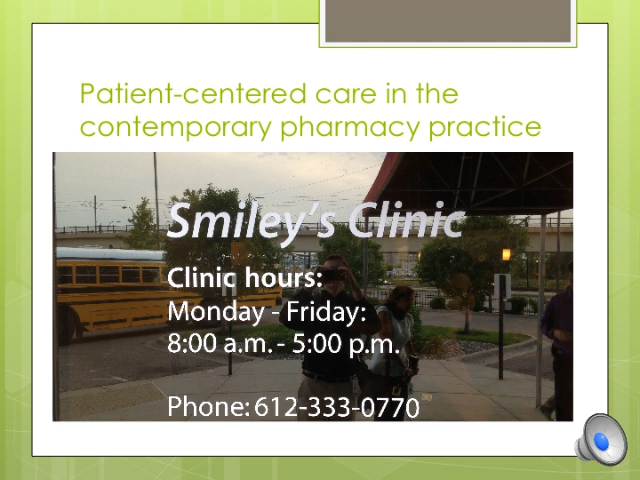 Patient-centered care in the
contemporary pharmacy practice
Smiley's Clinic
Clinic hours:
Monday - Friday:
8:00 a.m. - 5:00 p.m.
Phone: 612-333-0770